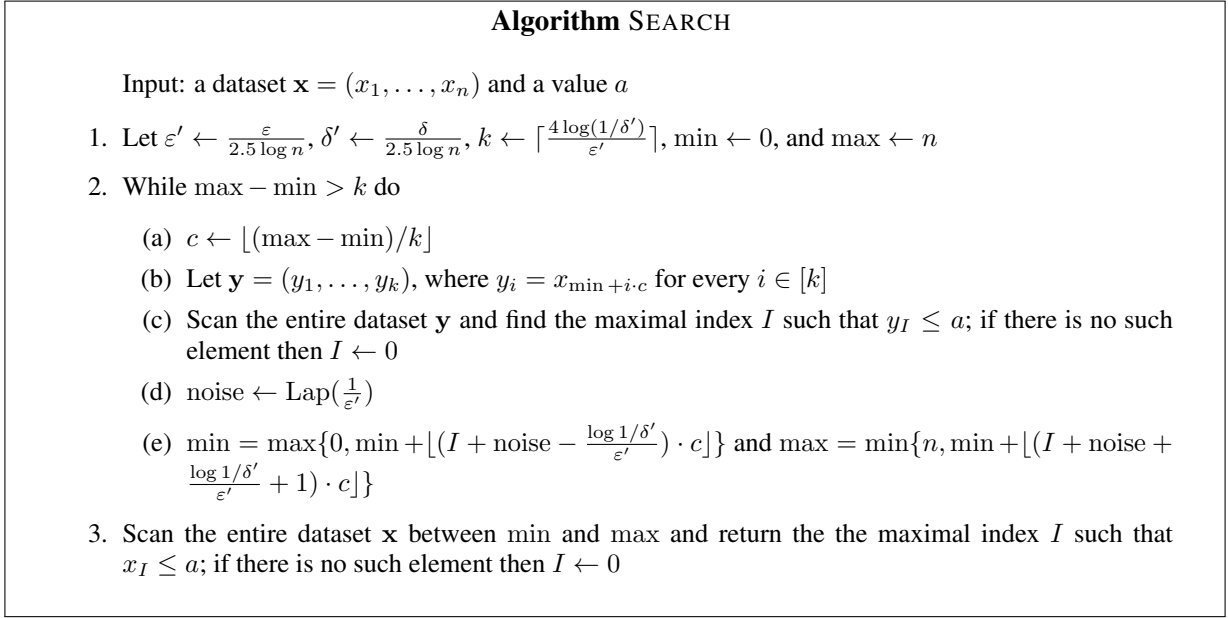 Algorithm SEARCH
Input: a dataset x = (x₁, . . . , xₙ) and a value a
1. Let ε′ ← ε/(2.5 log n), δ′ ← δ/(2.5 log n), k ← ⌈4 log(1/δ′)/ε′⌉, min ← 0, and max ← n
2. While max − min > k do
(a) c ← ⌊(max − min)/k⌋
(b) Let y = (y₁, . . . , yₖ), where yᵢ = x_{min +i·c} for every i ∈ [k]
(c) Scan the entire dataset y and find the maximal index I such that y_I ≤ a; if there is no such
element then I ← 0
(d) noise ← Lap(1/ε′)
(e) min = max{0, min +⌊(I + noise − (log 1/δ′)/ε′) · c⌋} and max = min{n, min +⌊(I + noise +
(log 1/δ′)/ε′ + 1) · c⌋}
3. Scan the entire dataset x between min and max and return the the maximal index I such that
x_I ≤ a; if there is no such element then I ← 0